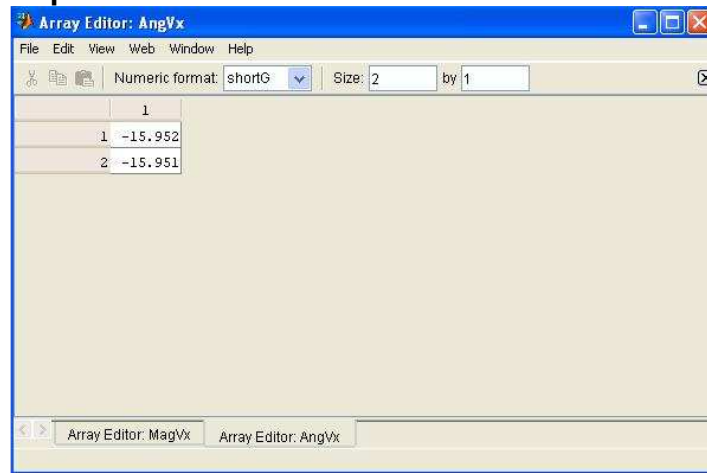 Array Editor: AngVx
File Edit View Web Window Help
Numeric format: shortG Size: 2 by 1
1
1 -15.952
2 -15.951
Array Editor: MagVx Array Editor: AngVx